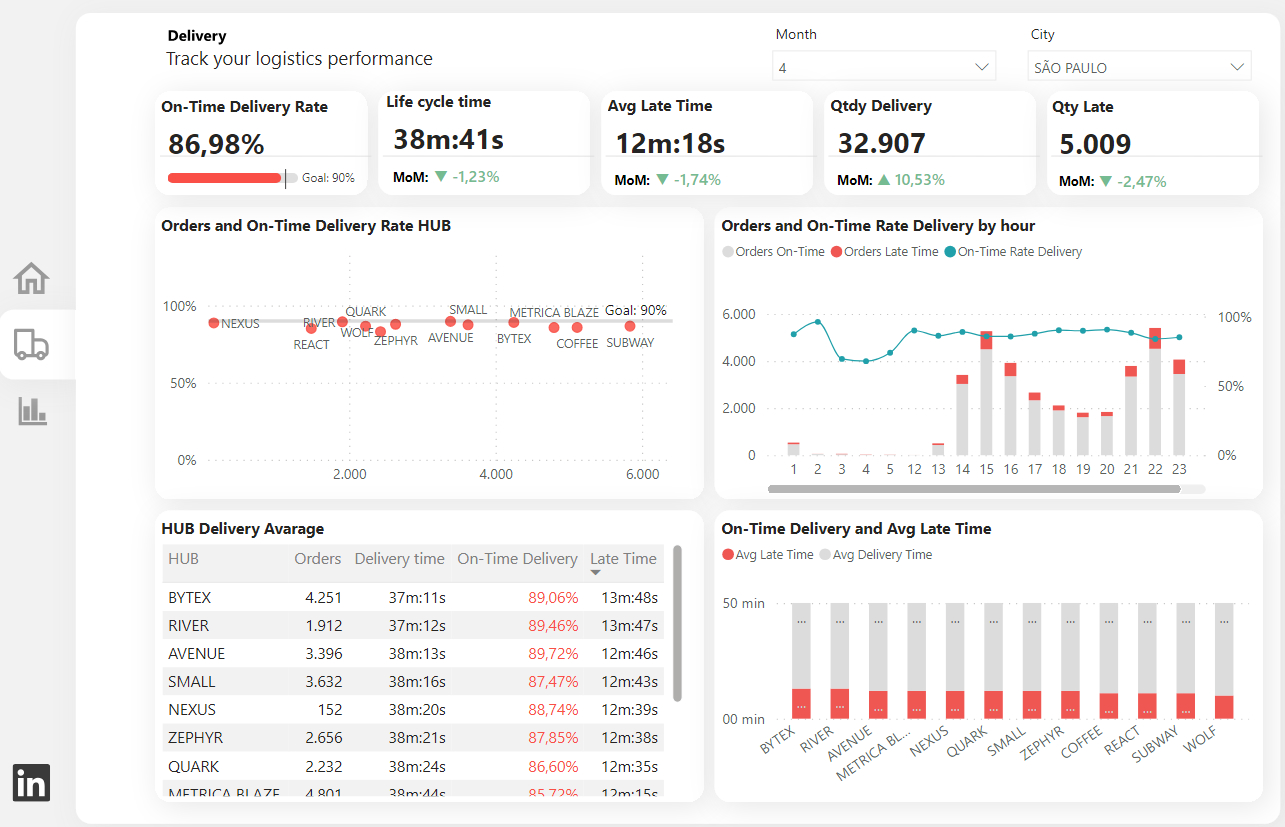 Delivery
Track your logistics performance
Month
4
City
SÃO PAULO
On-Time Delivery Rate
86,98%
Goal: 90%
Life cycle time
38m:41s
MoM: ▼ -1,23%
Avg Late Time
12m:18s
MoM: ▼ -1,74%
Qtdy Delivery
32.907
MoM: ▲ 10,53%
Qty Late
5.009
MoM: ▼ -2,47%
Orders and On-Time Delivery Rate HUB
100%
50%
0%
2.000 4.000 6.000
NEXUS
RIVER
REACT
QUARK
WOLF
ZEPHYR
SMALL
AVENUE
METRICA BLAZE
BYTEX
COFFEE
SUBWAY
Goal: 90%
Orders and On-Time Rate Delivery by hour
Orders On-Time Orders Late Time On-Time Rate Delivery
6.000
4.000
2.000
0
100%
50%
0%
1 2 3 4 5 12 13 14 15 16 17 18 19 20 21 22 23
HUB Delivery Avarage
HUB Orders Delivery time On-Time Delivery Late Time
BYTEX 4.251 37m:11s 89,06% 13m:48s
RIVER 1.912 37m:12s 89,46% 13m:47s
AVENUE 3.396 38m:13s 89,72% 12m:46s
SMALL 3.632 38m:16s 87,47% 12m:43s
NEXUS 152 38m:20s 88,74% 12m:39s
ZEPHYR 2.656 38m:21s 87,85% 12m:38s
QUARK 2.232 38m:24s 86,60% 12m:35s
METRICA BLAZE 4.801 38m:44s 85,72% 12m:15s
On-Time Delivery and Avg Late Time
Avg Late Time Avg Delivery Time
50 min
00 min
... ... ... ... ... ... ... ... ... ... ... ...
... ... ... ... ... ... ... ... ... ... ...
BYTEX RIVER AVENUE METRICA BL... NEXUS QUARK SMALL ZEPHYR COFFEE REACT SUBWAY WOLF
in